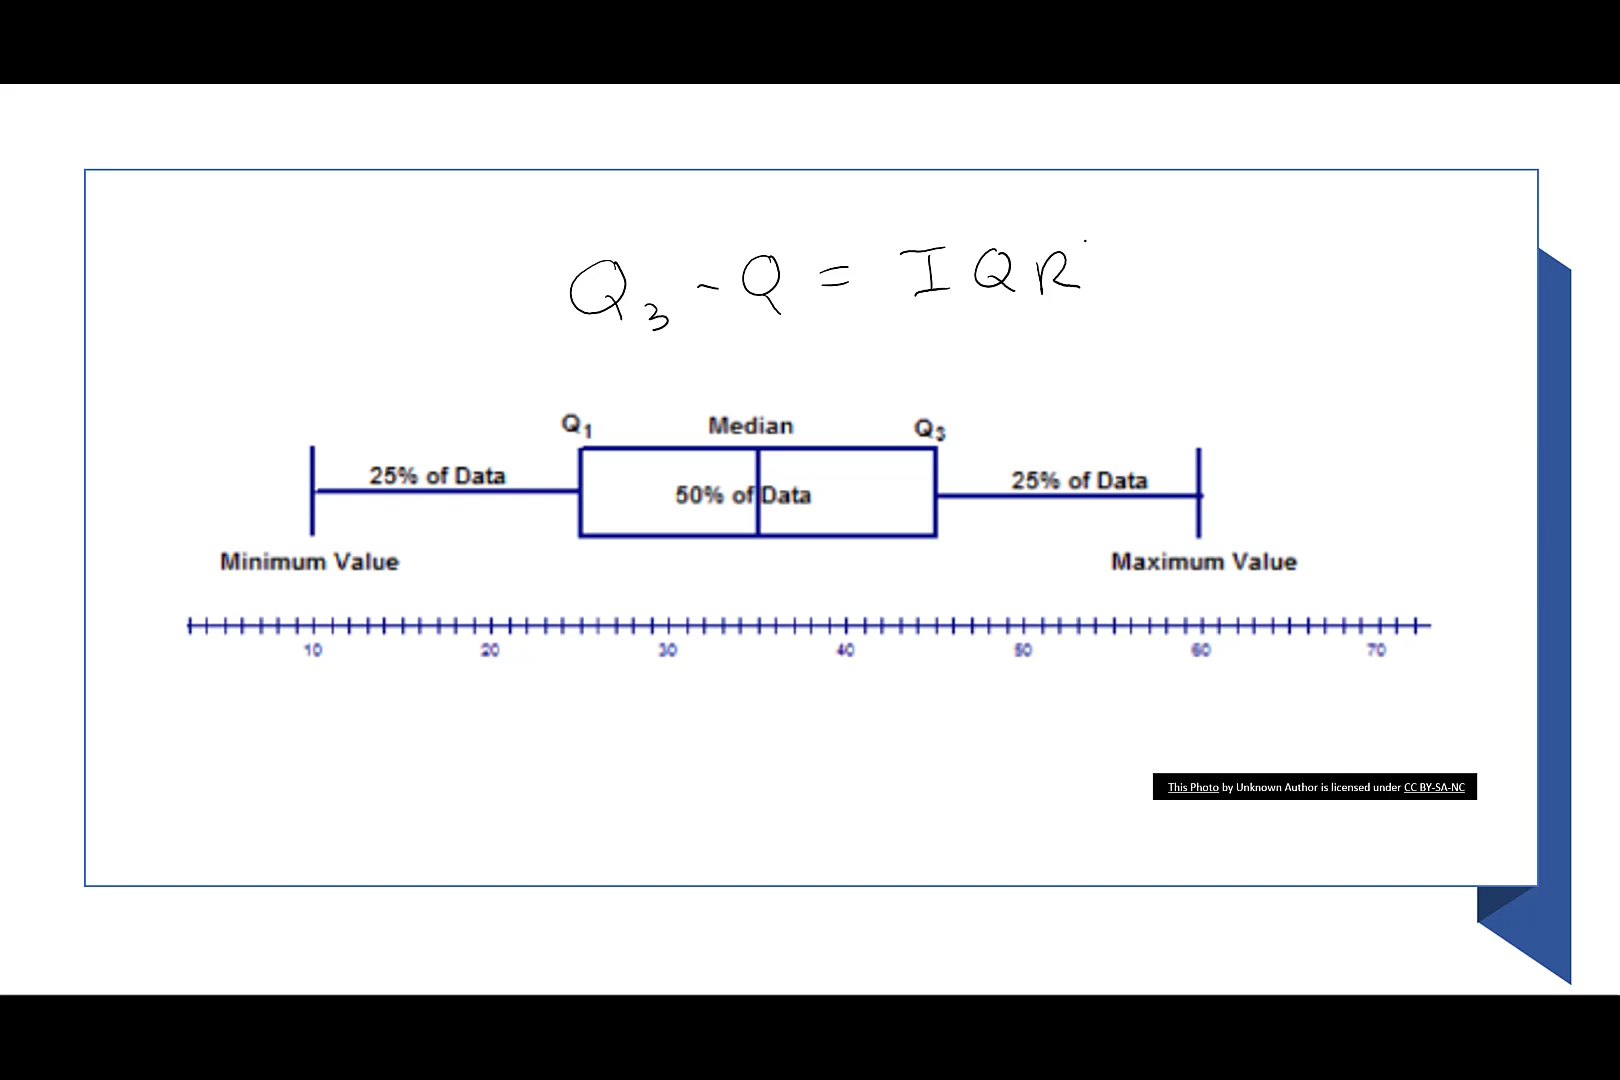 Q3 - Q = IQR
Q1 Median Q3
25% of Data 50% of Data 25% of Data
Minimum Value Maximum Value
10 20 30 40 50 60 70
This Photo by Unknown Author is licensed under CC BY-SA-NC